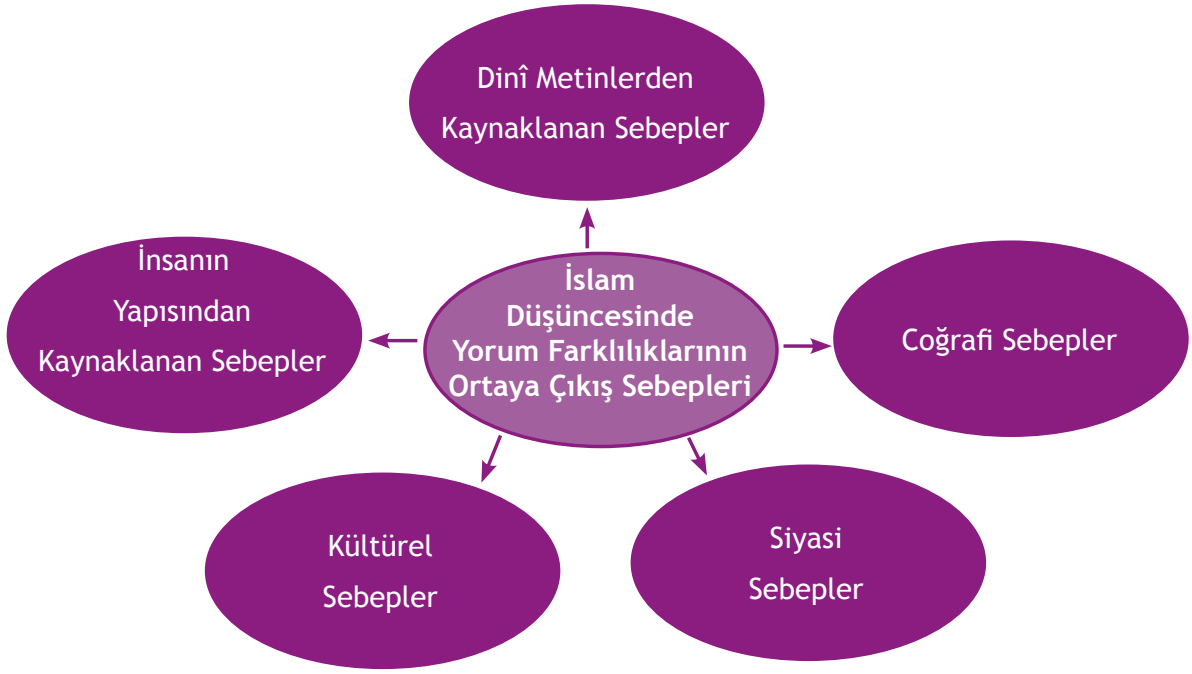 Dinî Metinlerden
Kaynaklanan Sebepler
İnsanın
Yapısından
Kaynaklanan Sebepler
İslam
Düşüncesinde
Yorum Farklılıklarının
Ortaya Çıkış Sebepleri
Coğrafi Sebepler
Kültürel
Sebepler
Siyasi
Sebepler